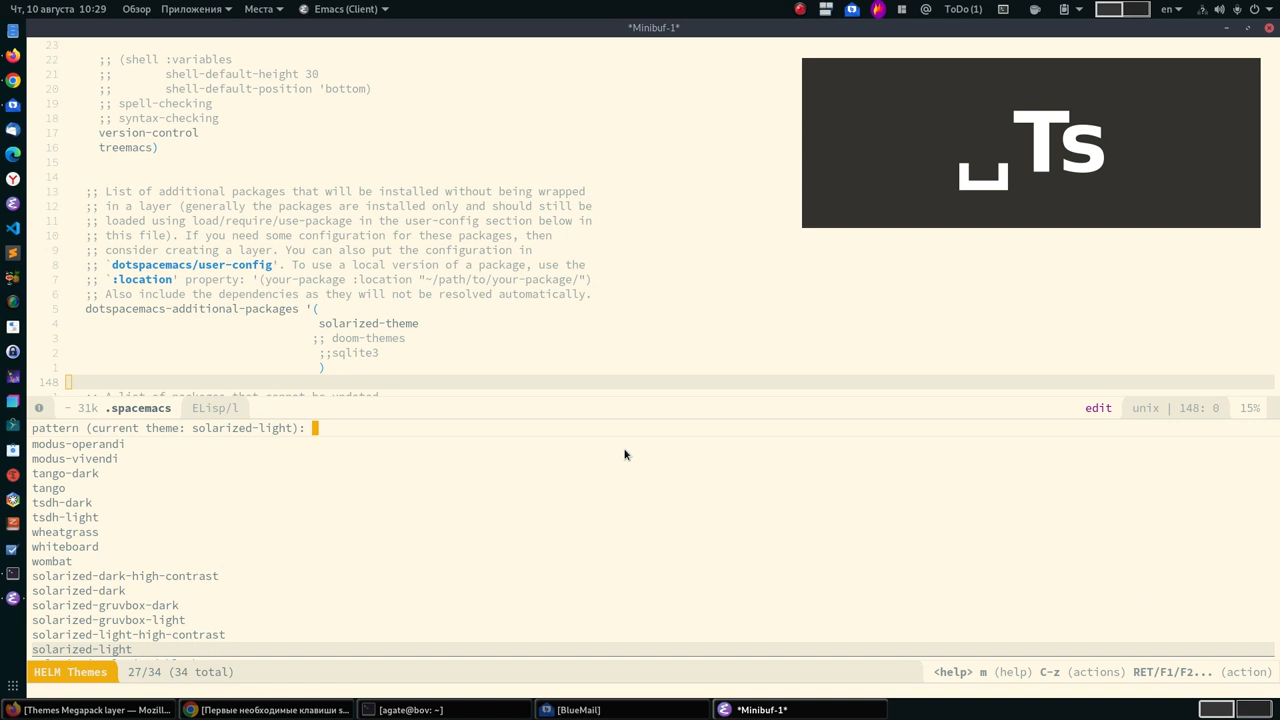 Чт, 10 августа 10:29 Обзор Приложения Места Emacs (Client) ToDo (1) en
*Minibuf-1*
23
22 ;; (shell :variables
21 ;; shell-default-height 30
20 ;; shell-default-position 'bottom)
19 ;; spell-checking
18 ;; syntax-checking
17 version-control
16 treemacs)
15
14
13 ;; List of additional packages that will be installed without being wrapped
12 ;; in a layer (generally the packages are installed only and should still be
11 ;; loaded using load/require/use-package in the user-config section below in
10 ;; this file). If you need some configuration for these packages, then
9 ;; consider creating a layer. You can also put the configuration in
8 ;; `dotspacemacs/user-config'. To use a local version of a package, use the
7 ;; `:location' property: '(your-package :location "~/path/to/your-package/")
6 ;; Also include the dependencies as they will not be resolved automatically.
5 dotspacemacs-additional-packages '(
4 solarized-theme
3 ;; doom-themes
2 ;;sqlite3
1 )
148
;; A list of packages that cannot be updated
␣Ts
- 31k .spacemacs ELisp/l edit unix | 148: 0 15%
pattern (current theme: solarized-light):
modus-operandi
modus-vivendi
tango-dark
tango
tsdh-dark
tsdh-light
wheatgrass
whiteboard
wombat
solarized-dark-high-contrast
solarized-dark
solarized-gruvbox-dark
solarized-gruvbox-light
solarized-light-high-contrast
solarized-light
HELM Themes 27/34 (34 total) <help> m (help) C-z (actions) RET/F1/F2... (action)
[Themes Megapack layer — Mozill... [Первые необходимые клавиши s... [agate@bov: ~] [BlueMail] *Minibuf-1*